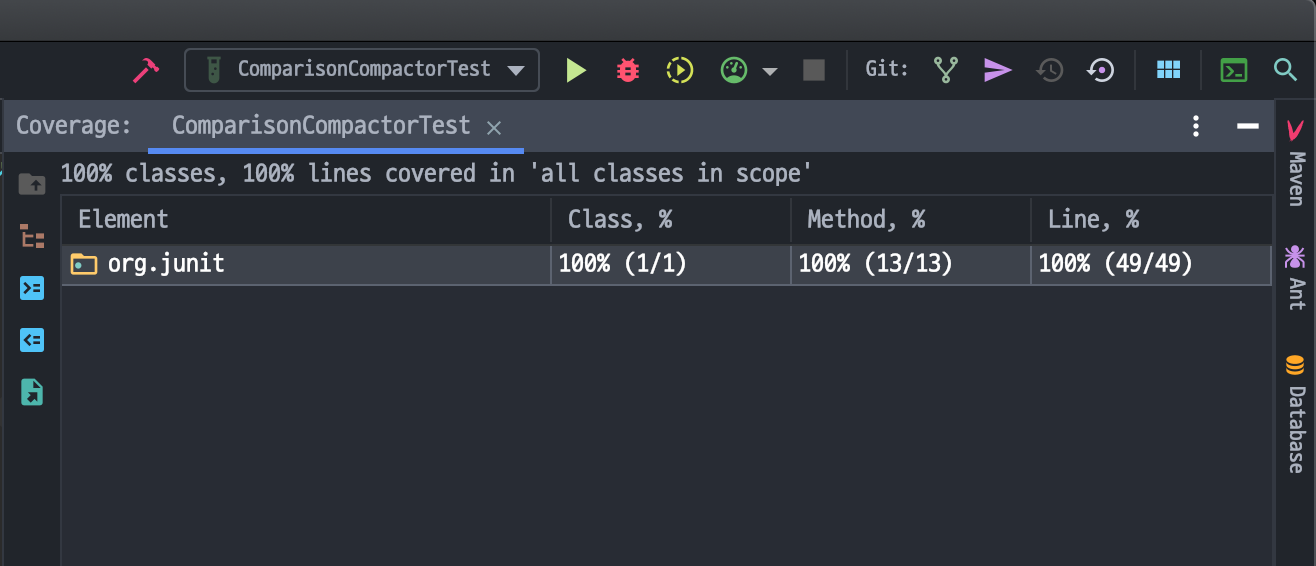 ComparisonCompactorTest
Git:
Coverage:
ComparisonCompactorTest
100% classes, 100% lines covered in 'all classes in scope'
Element
Class, %
Method, %
Line, %
org.junit
100% (1/1)
100% (13/13)
100% (49/49)
Maven
Ant
Database